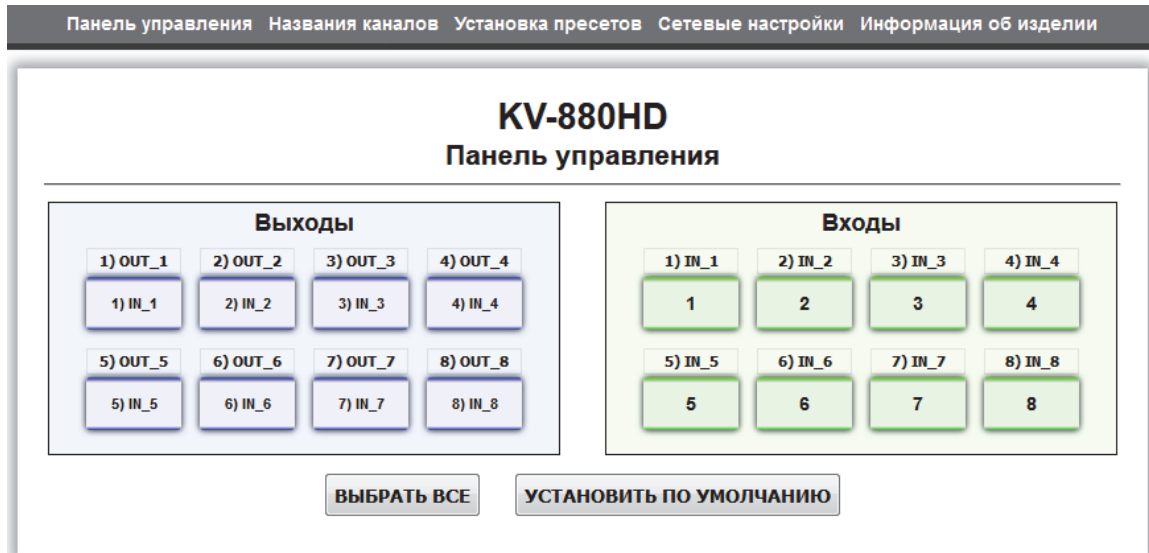 Панель управления Названия каналов Установка пресетов Сетевые настройки Информация об изделии
KV-880HD
Панель управления
Выходы
1) OUT_1 2) OUT_2 3) OUT_3 4) OUT_4
1) IN_1 2) IN_2 3) IN_3 4) IN_4
5) OUT_5 6) OUT_6 7) OUT_7 8) OUT_8
5) IN_5 6) IN_6 7) IN_7 8) IN_8
Входы
1) IN_1 2) IN_2 3) IN_3 4) IN_4
1 2 3 4
5) IN_5 6) IN_6 7) IN_7 8) IN_8
5 6 7 8
ВЫБРАТЬ ВСЕ УСТАНОВИТЬ ПО УМОЛЧАНИЮ